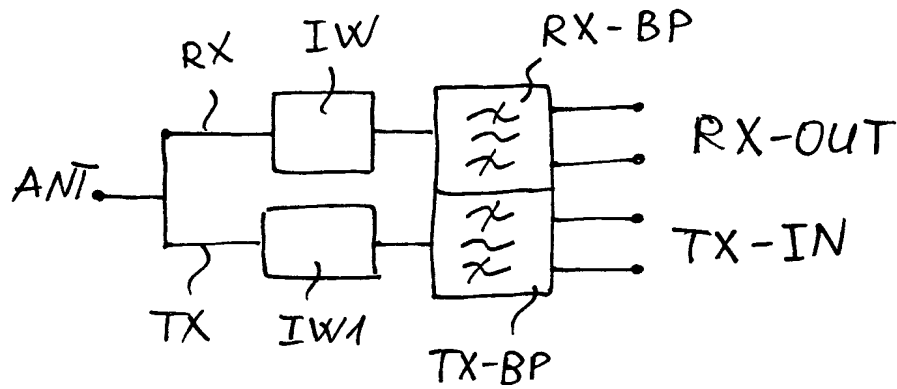 RX
IW
RX-BP
RX-OUT
ANT
TX-IN
TX
IW1
TX-BP